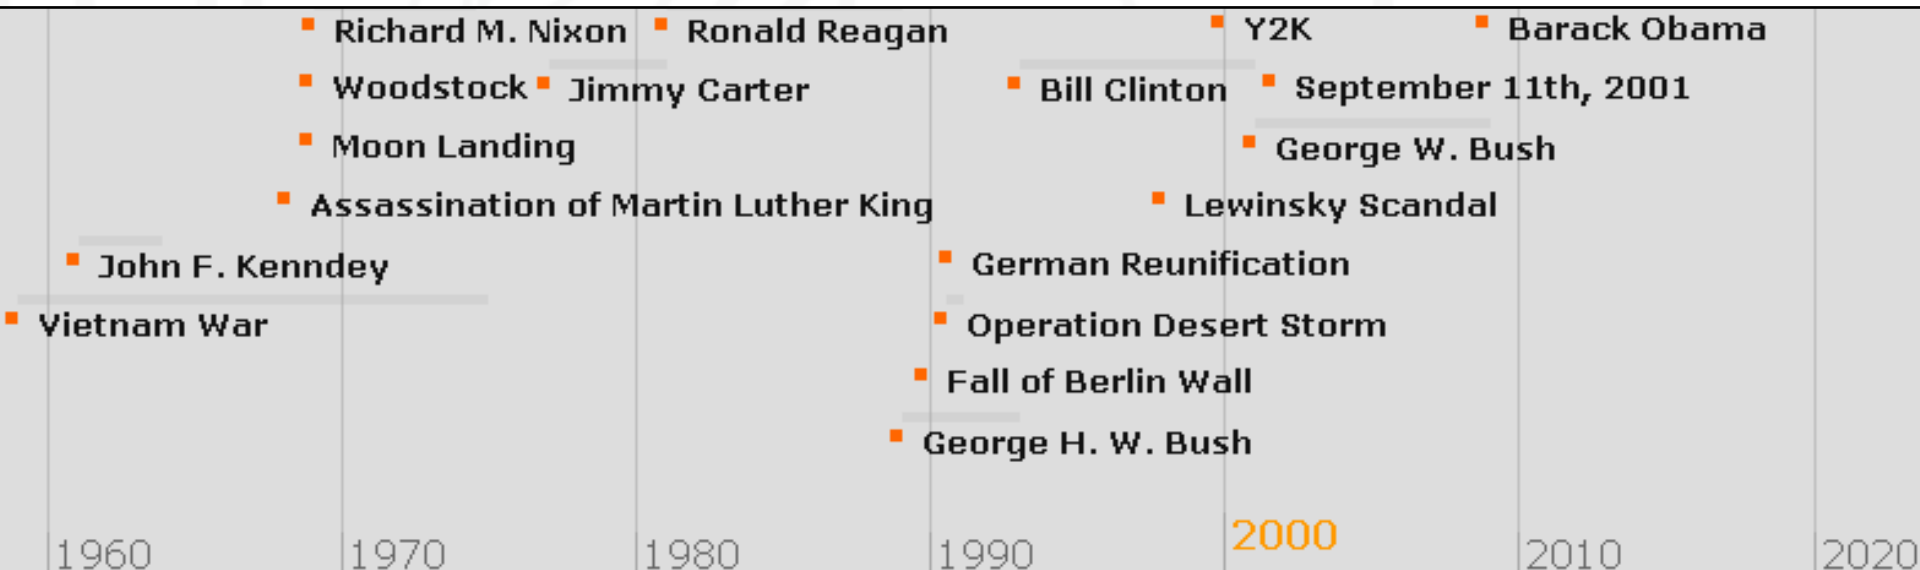 Richard M. Nixon
Ronald Reagan
Y2K
Barack Obama
Woodstock
Jimmy Carter
Bill Clinton
September 11th, 2001
Moon Landing
George W. Bush
Assassination of Martin Luther King
Lewinsky Scandal
John F. Kenndey
German Reunification
Vietnam War
Operation Desert Storm
Fall of Berlin Wall
George H. W. Bush
1960
1970
1980
1990
2000
2010
2020